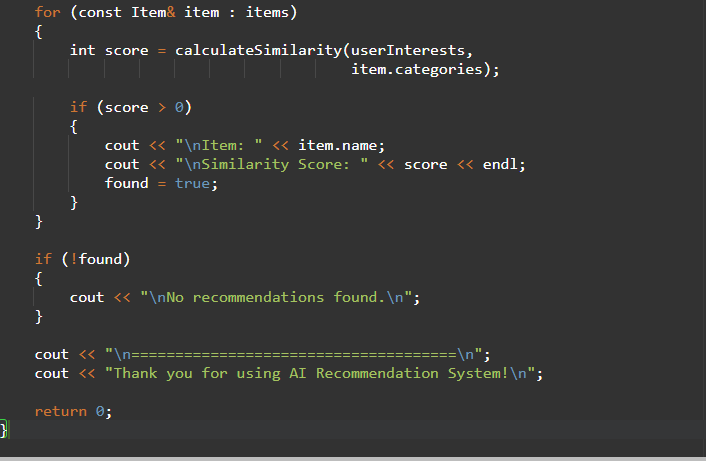 for (const Item& item : items)
{
int score = calculateSimilarity(userInterests,
item.categories);
if (score > 0)
{
cout << "\nItem: " << item.name;
cout << "\nSimilarity Score: " << score << endl;
found = true;
}
}
if (!found)
{
cout << "\nNo recommendations found.\n";
}
cout << "\n=====================================\n";
cout << "Thank you for using AI Recommendation System!\n";
return 0;
}